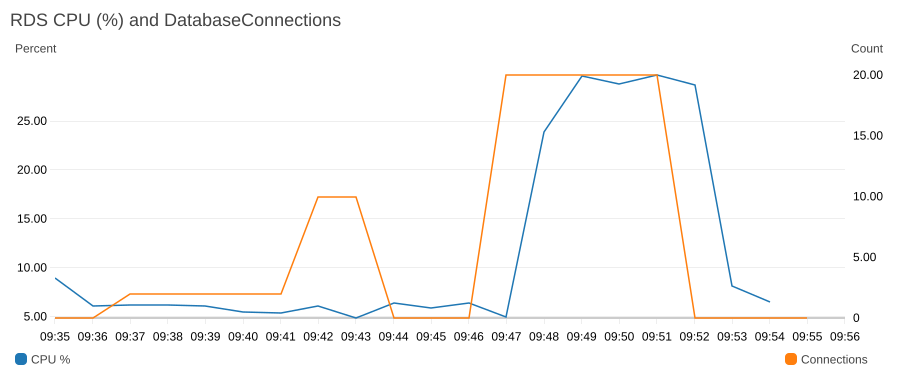 RDS CPU (%) and DatabaseConnections
Percent Count
20.00
25.00
15.00
20.00
10.00
15.00
5.00
10.00
5.00 0
09:35 09:36 09:37 09:38 09:39 09:40 09:41 09:42 09:43 09:44 09:45 09:46 09:47 09:48 09:49 09:50 09:51 09:52 09:53 09:54 09:55 09:56
CPU % Connections